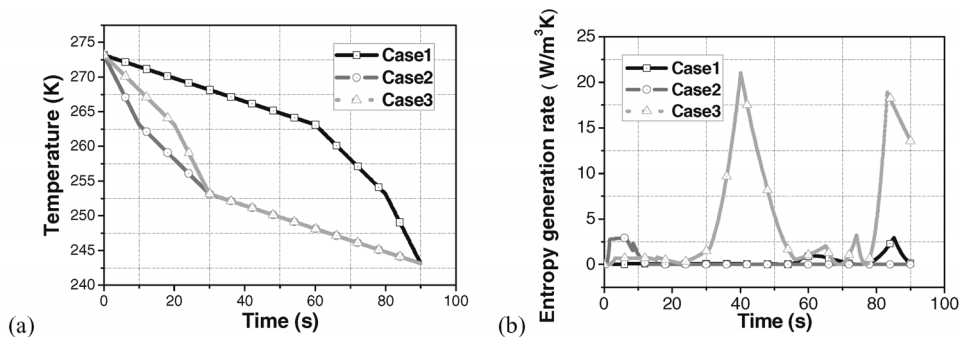 275
270
265
260
255
250
245
240
Temperature (K)
0 20 40 60 80 100
Time (s)
Case1
Case2
Case3
(a)
25
20
15
10
5
0
Entropy generation rate ( W/m³K)
0 20 40 60 80 100
Time (s)
Case1
Case2
Case3
(b)